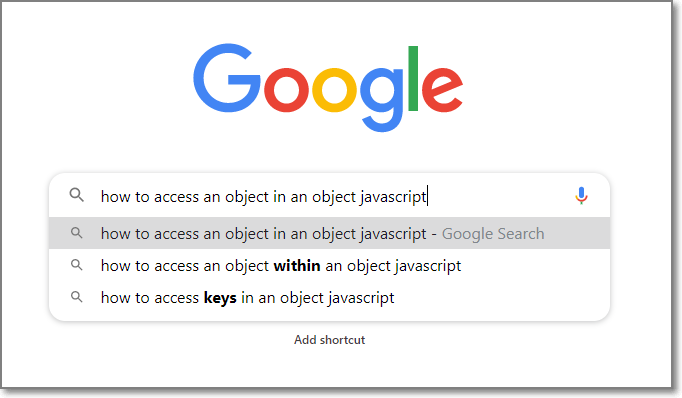 Google
how to access an object in an object javascript
how to access an object in an object javascript - Google Search
how to access an object within an object javascript
how to access keys in an object javascript
Add shortcut